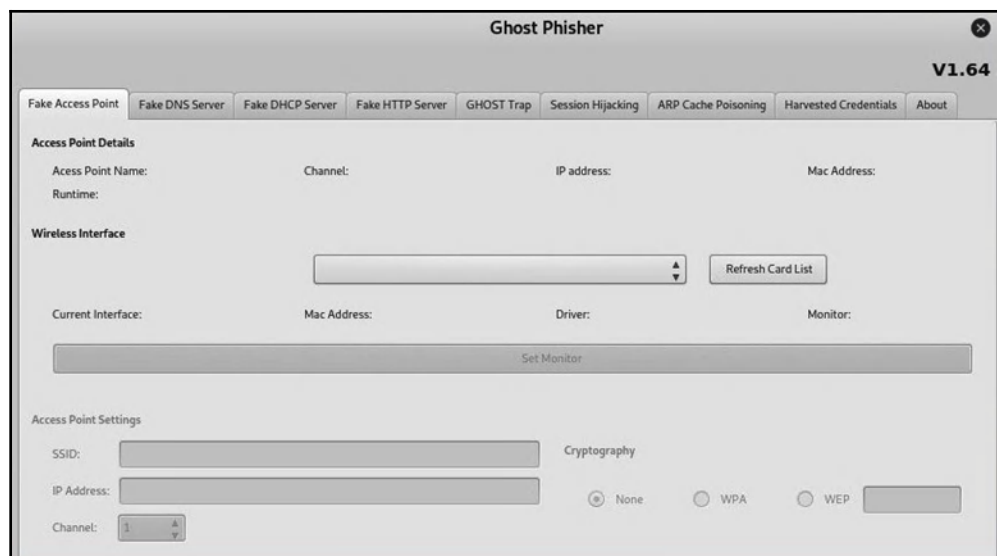 Ghost Phisher
V1.64
Fake Access Point Fake DNS Server Fake DHCP Server Fake HTTP Server GHOST Trap Session Hijacking ARP Cache Poisoning Harvested Credentials About
Access Point Details
Acess Point Name: Channel: IP address: Mac Address:
Runtime:
Wireless Interface
Refresh Card List
Current Interface: Mac Address: Driver: Monitor:
Set Monitor
Access Point Settings
SSID: Cryptography
IP Address: None WPA WEP
Channel: 1